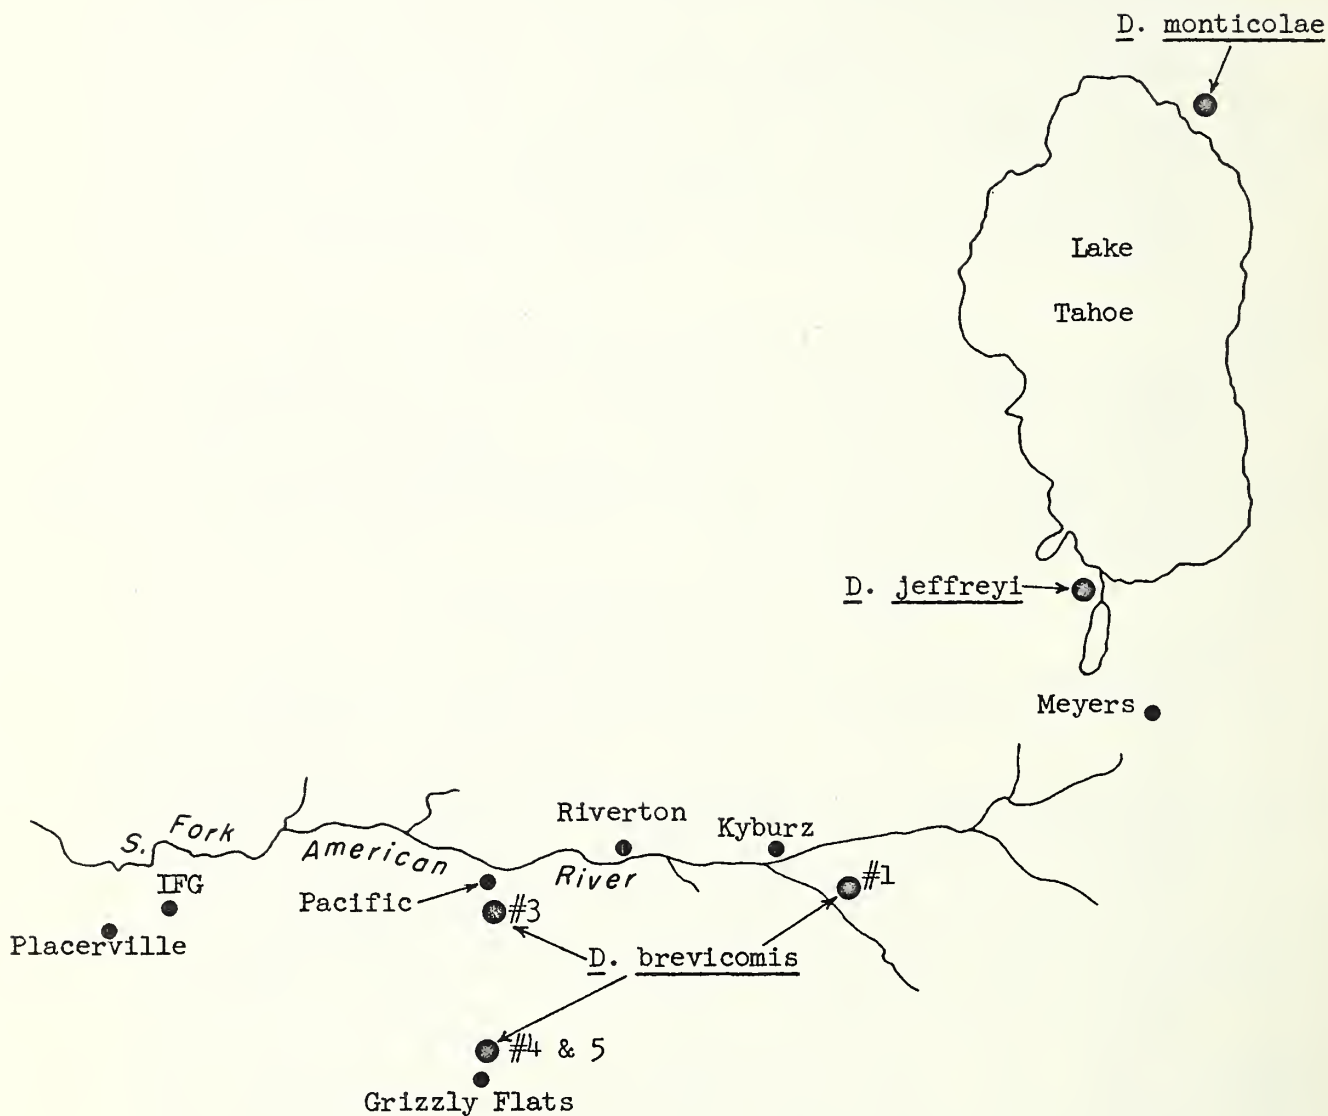 D. monticolae
Lake
Tahoe
D. jeffreyi
Meyers
Riverton
Kyburz
S. Fork American River
IFG
Pacific
#1
#3
Placerville
D. brevicomis
#4 & 5
Grizzly Flats